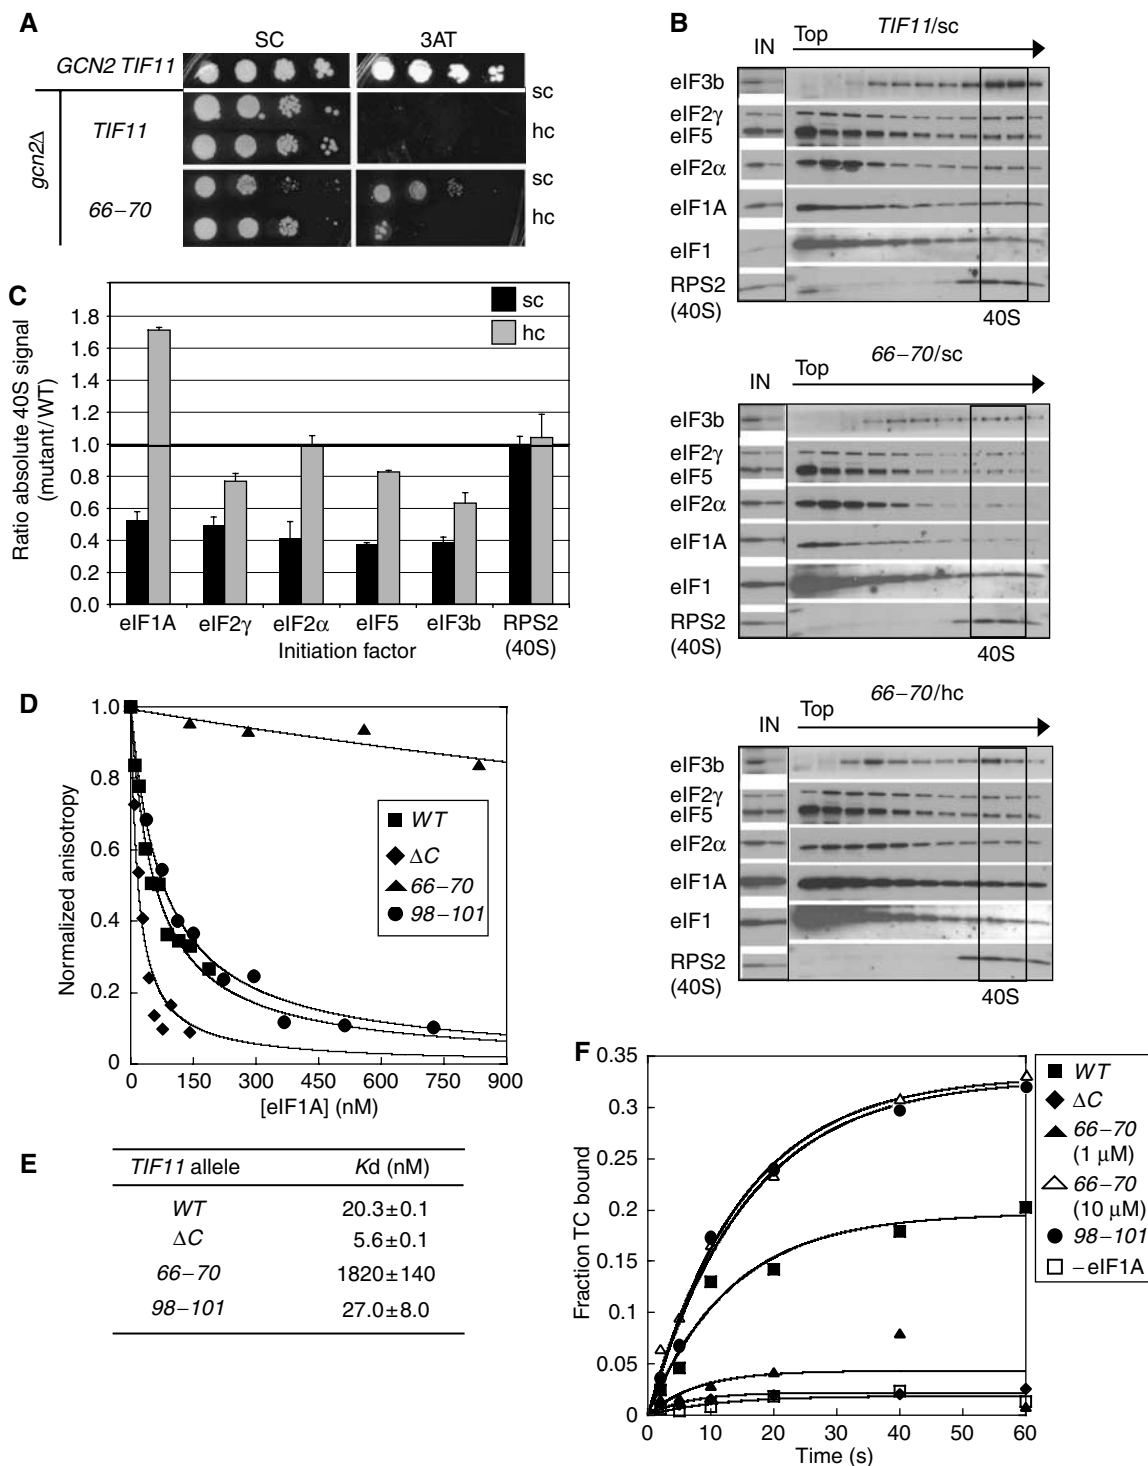 A
SC 3AT
GCN2 TIF11
gcn2Δ
TIF11
sc
hc
66–70
sc
hc
B
TIF11/sc
IN Top
eIF3b
eIF2γ
eIF5
eIF2α
eIF1A
eIF1
RPS2
(40S)
40S
66–70/sc
IN Top
eIF3b
eIF2γ
eIF5
eIF2α
eIF1A
eIF1
RPS2
(40S)
40S
66–70/hc
IN Top
eIF3b
eIF2γ
eIF5
eIF2α
eIF1A
eIF1
RPS2
(40S)
40S
C
Ratio absolute 40S signal
(mutant/WT)
1.8
1.6
1.4
1.2
1.0
0.8
0.6
0.4
0.2
0.0
sc
hc
eIF1A eIF2γ eIF2α eIF5 eIF3b RPS2
(40S)
Initiation factor
D
Normalized anisotropy
1.0
0.8
0.6
0.4
0.2
0
WT
ΔC
66–70
98–101
0 150 300 450 600 750 900
[eIF1A] (nM)
E
TIF11 allele Kd (nM)
WT 20.3±0.1
ΔC 5.6±0.1
66–70 1820±140
98–101 27.0±8.0
F
Fraction TC bound
0.35
0.3
0.25
0.2
0.15
0.1
0.05
0
0 10 20 30 40 50 60
Time (s)
WT
ΔC
66–70
(1 μM)
66–70
(10 μM)
98–101
–eIF1A